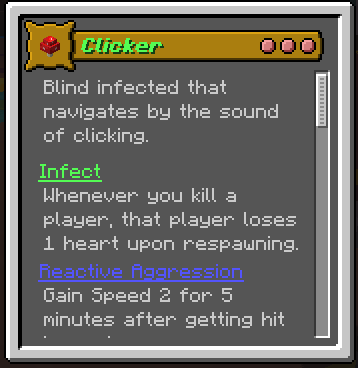 Clicker
Blind infected that
navigates by the sound
of clicking.
Infect
Whenever you kill a
player, that player loses
1 heart upon respawning.
Reactive Aggression
Gain Speed 2 for 5
minutes after getting hit